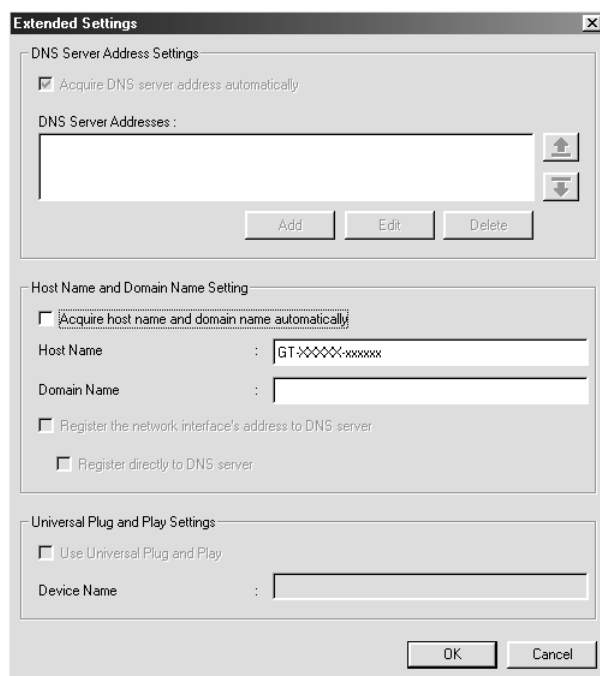 Extended Settings
DNS Server Address Settings
Acquire DNS server address automatically
DNS Server Addresses :
Add Edit Delete
Host Name and Domain Name Setting
Acquire host name and domain name automatically
Host Name : GT-XXXXX-xxxxxx
Domain Name :
Register the network interface's address to DNS server
Register directly to DNS server
Universal Plug and Play Settings
Use Universal Plug and Play
Device Name :
OK Cancel